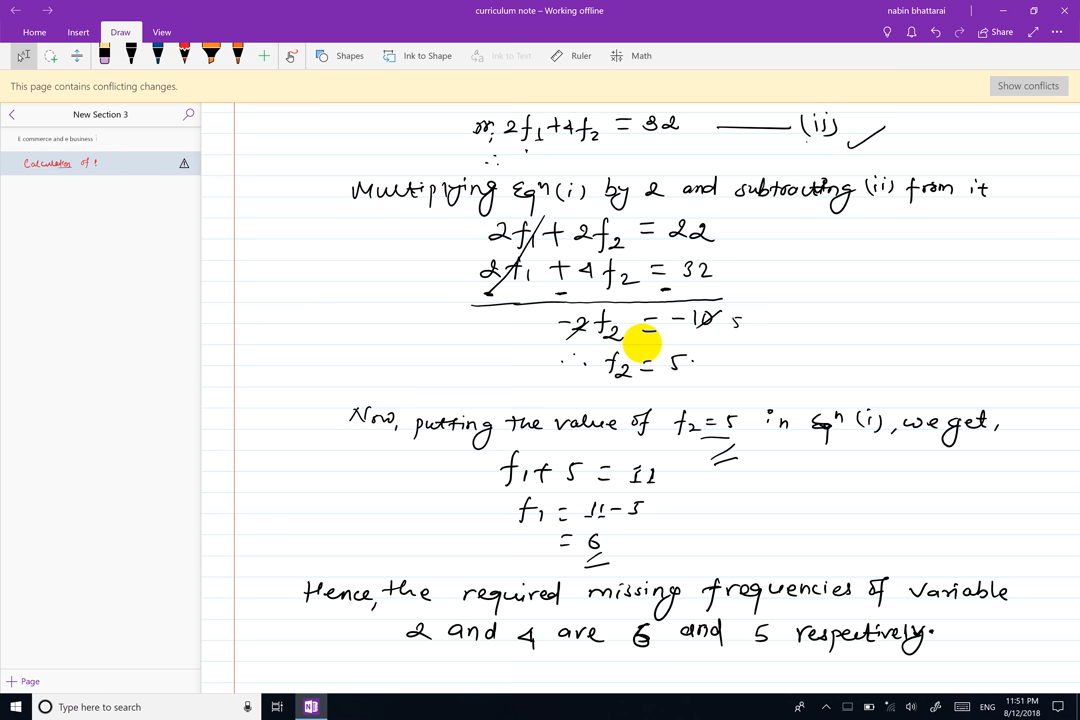 curriculum note – Working offline
nabin bhattarai
Home Insert Draw View
Share
Shapes Ink to Shape Ink to Text Ruler Math
This page contains conflicting changes.
Show conflicts
New Section 3
E commerce and e business
Calculation of
or, 2f₁+4f₂ = 32 —— (ii) ✓
∴
Multiplying Eqⁿ(i) by 2 and subtracting (ii) from it
2f₁ + 2f₂ = 22
2f₁ + 4f₂ = 32
- - -
-2f₂ = -10 5
∴ f₂ = 5.
Now, putting the value of f₂=5 in Eqⁿ (i), we get,
f₁+ 5 = 11
f₁ = 11-5
= 6
Hence, the required missing frequencies of variable
2 and 4 are 6 and 5 respectively.
+ Page
Type here to search
ENG
11:51 PM
8/12/2018